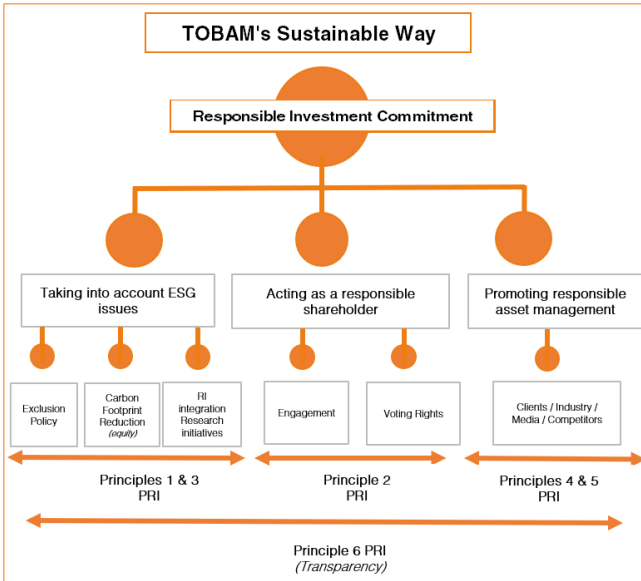 TOBAM's Sustainable Way
Responsible Investment Commitment
Taking into account ESG
issues
Acting as a responsible
shareholder
Promoting responsible
asset management
Exclusion
Policy
Carbon
Footprint
Reduction
(equity)
RI
integration
Research
initiatives
Engagement
Voting Rights
Clients / Industry /
Media / Competitors
Principles 1 & 3
PRI
Principle 2
PRI
Principles 4 & 5
PRI
Principle 6 PRI
(Transparency)